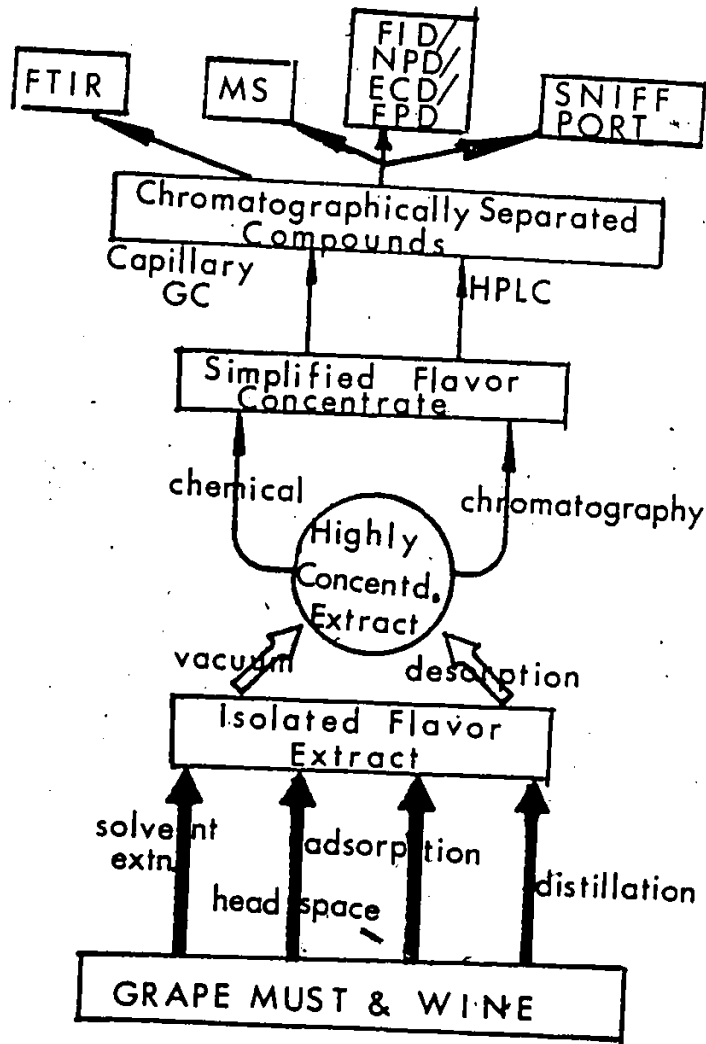 FID/
NPD/
ECD/
FPD
FTIR
MS
SNIFF
PORT
Chromatographically Separated
Compounds
Capillary
GC
HPLC
Simplified Flavor
Concentrate
chemical
chromatography
Highly
Concentd.
Extract
vacuum
desorption
Isolated Flavor
Extract
solvent
extn.
adsorption
head space
distillation
GRAPE MUST & WINE